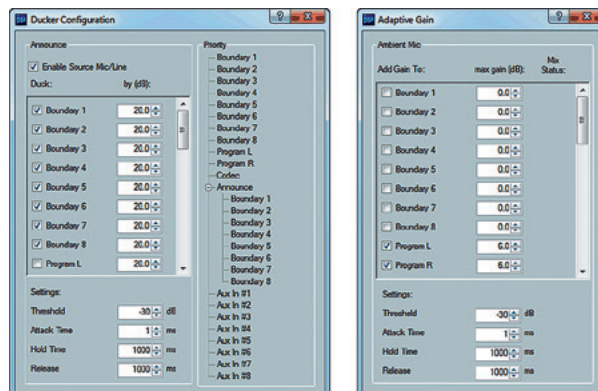 Ducker Configuration
Announce
Enable Source Mic/Line
Duck: by (dB):
Boundary 1 20.0
Boundary 2 20.0
Boundary 3 20.0
Boundary 4 20.0
Boundary 5 20.0
Boundary 6 20.0
Boundary 7 20.0
Boundary 8 20.0
Program L 20.0
Settings:
Threshold -30 dB
Attack Time 1 ms
Hold Time 1000 ms
Release 1000 ms
Priority
Boundary 1
Boundary 2
Boundary 3
Boundary 4
Boundary 5
Boundary 6
Boundary 7
Boundary 8
Program L
Program R
Codec
Announce
Boundary 1
Boundary 2
Boundary 3
Boundary 4
Boundary 5
Boundary 6
Boundary 7
Boundary 8
Aux In #1
Aux In #2
Aux In #3
Aux In #4
Aux In #5
Aux In #6
Aux In #7
Aux In #8
Adaptive Gain
Ambient Mic
Add Gain To: max gain (dB): Mix Status:
Boundary 1 0.0
Boundary 2 0.0
Boundary 3 0.0
Boundary 4 0.0
Boundary 5 0.0
Boundary 6 0.0
Boundary 7 0.0
Boundary 8 0.0
Program L 6.0
Program R 6.0
Settings:
Threshold -30 dB
Attack Time 1 ms
Hold Time 1000 ms
Release 1000 ms